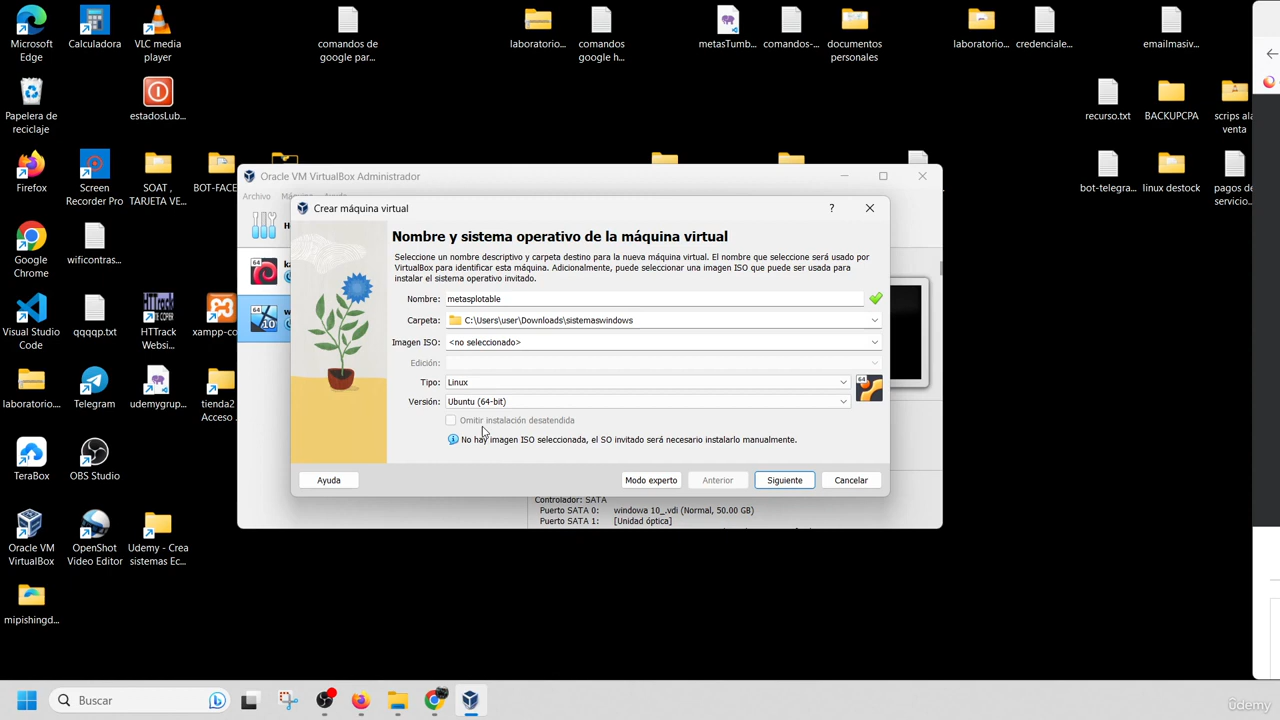 Microsoft
Edge
Calculadora
VLC media
player
comandos de
google par...
laboratorio...
comandos
google h...
metasTumb...
comandos-...
documentos
personales
laboratorio...
credenciale...
emailmasiv...
Papelera de
reciclaje
estadosLub...
recurso.txt
BACKUPCPA
scrips ala
venta
Firefox
Screen
Recorder Pro
SOAT ,
TARJETA VE...
BOT-FACE
bot-telegra...
linux destock
pagos de
servicio...
Oracle VM VirtualBox Administrador
Archivo
Crear máquina virtual
Nombre y sistema operativo de la máquina virtual
Seleccione un nombre descriptivo y carpeta destino para la nueva máquina virtual. El nombre que seleccione será usado por
VirtualBox para identificar esta máquina. Adicionalmente, puede seleccionar una imagen ISO que puede ser usada para
instalar el sistema operativo invitado.
Nombre: metasplotable
Carpeta: C:\Users\user\Downloads\sistemaswindows
Imagen ISO: <no seleccionado>
Edición:
Tipo: Linux
Versión: Ubuntu (64-bit)
64
Omitir instalación desatendida
No hay imagen ISO seleccionada, el SO invitado será necesario instalarlo manualmente.
Ayuda
Modo experto
Anterior
Siguiente
Cancelar
Controlador: SATA
Puerto SATA 0: windowa 10_.vdi (Normal, 50.00 GB)
Puerto SATA 1: [Unidad óptica]
64
64
10
Google
Chrome
wificontras...
Visual Studio
Code
qqqqp.txt
HTTrack
Websi...
xampp-co...
laboratorio...
Telegram
udemygrup...
tienda2
Acceso ...
TeraBox
OBS Studio
Oracle VM
VirtualBox
OpenShot
Video Editor
Udemy - Crea
sistemas Ec...
mipishingd...
Buscar
ûdemy